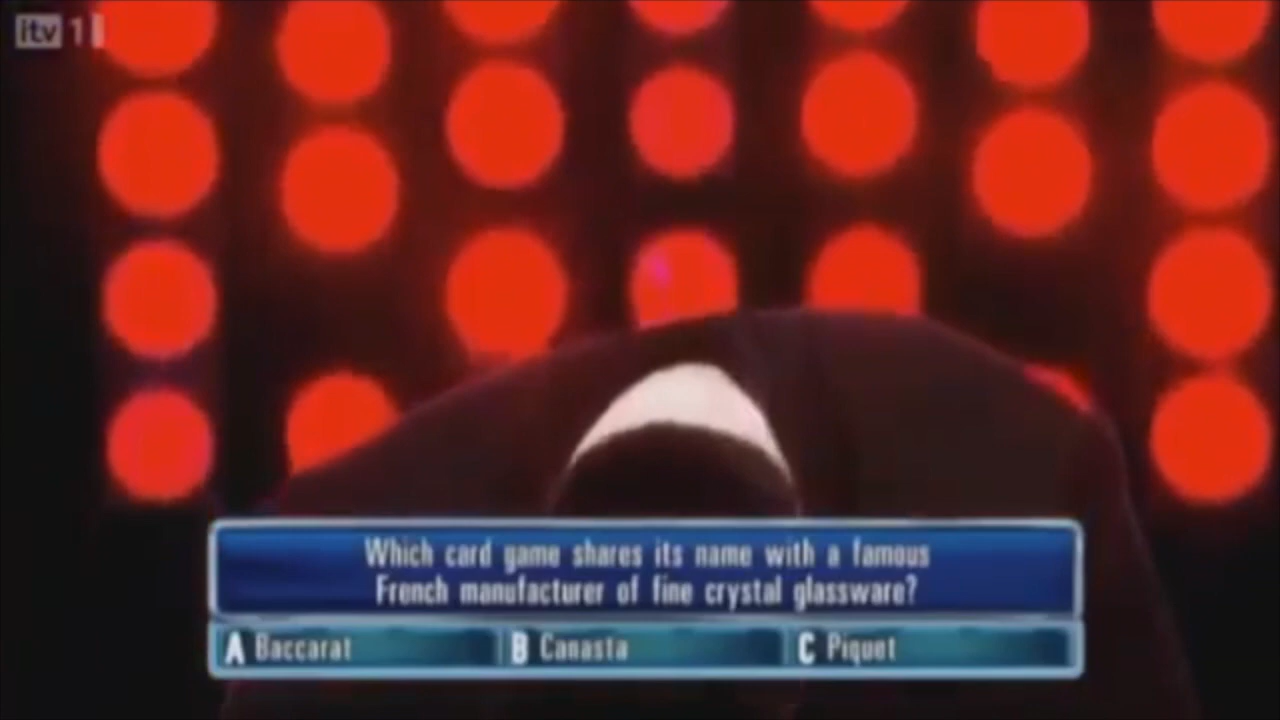 itv 1
Which card game shares its name with a famous
French manufacturer of fine crystal glassware?
A Baccarat B Canasta C Piquet